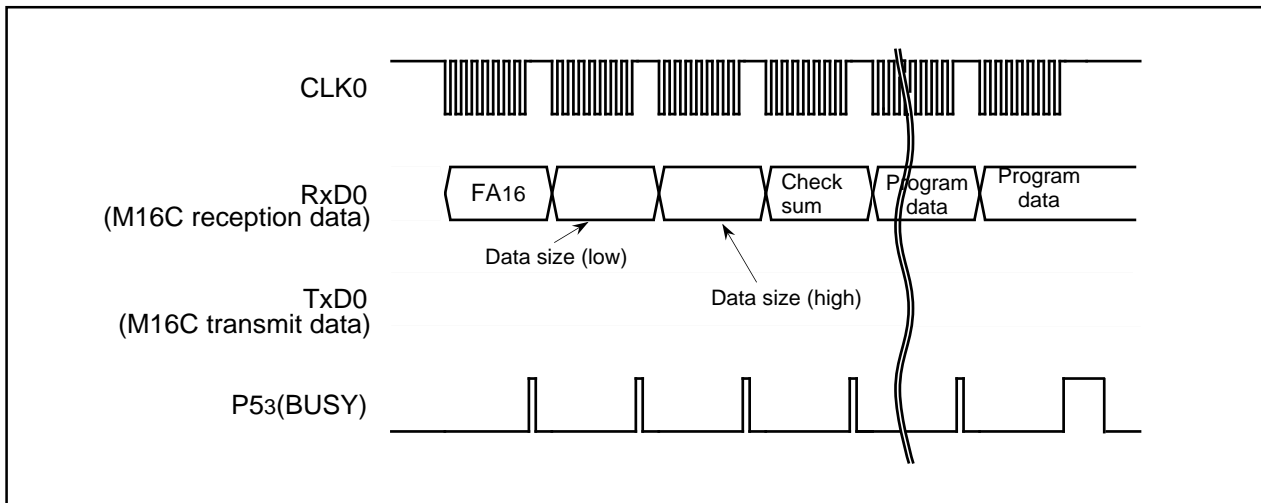 CLK0
RxD0
(M16C reception data)
FA16
Check
sum
Program
data
Program
data
Data size (low)
Data size (high)
TxD0
(M16C transmit data)
P53(BUSY)